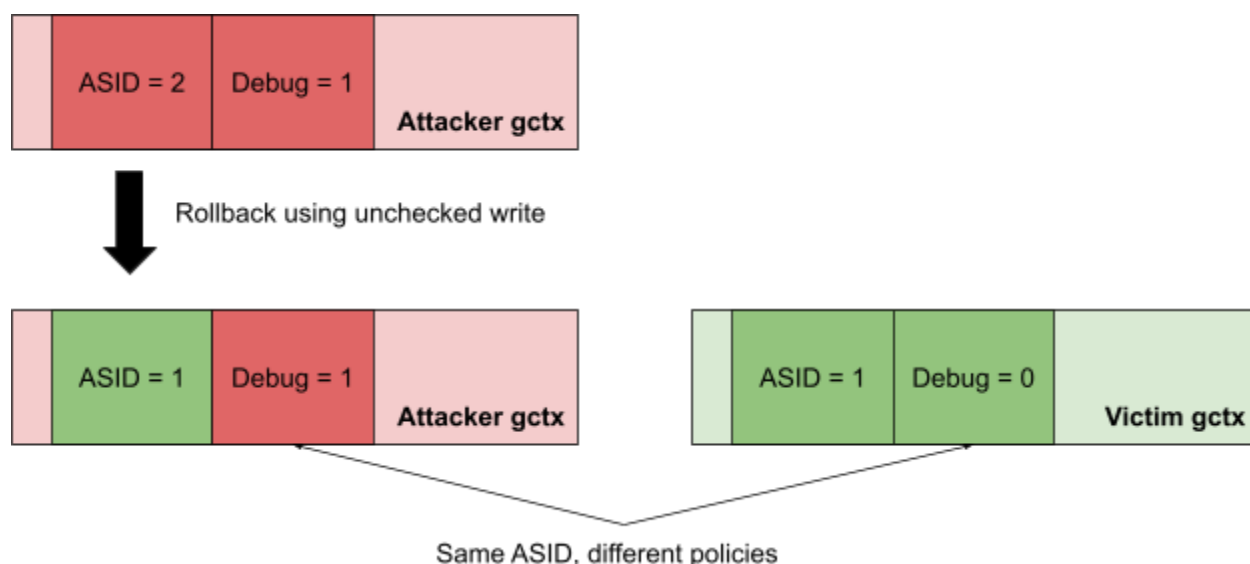 ASID = 2 Debug = 1
Attacker gctx
Rollback using unchecked write
ASID = 1 Debug = 1
Attacker gctx
ASID = 1 Debug = 0
Victim gctx
Same ASID, different policies